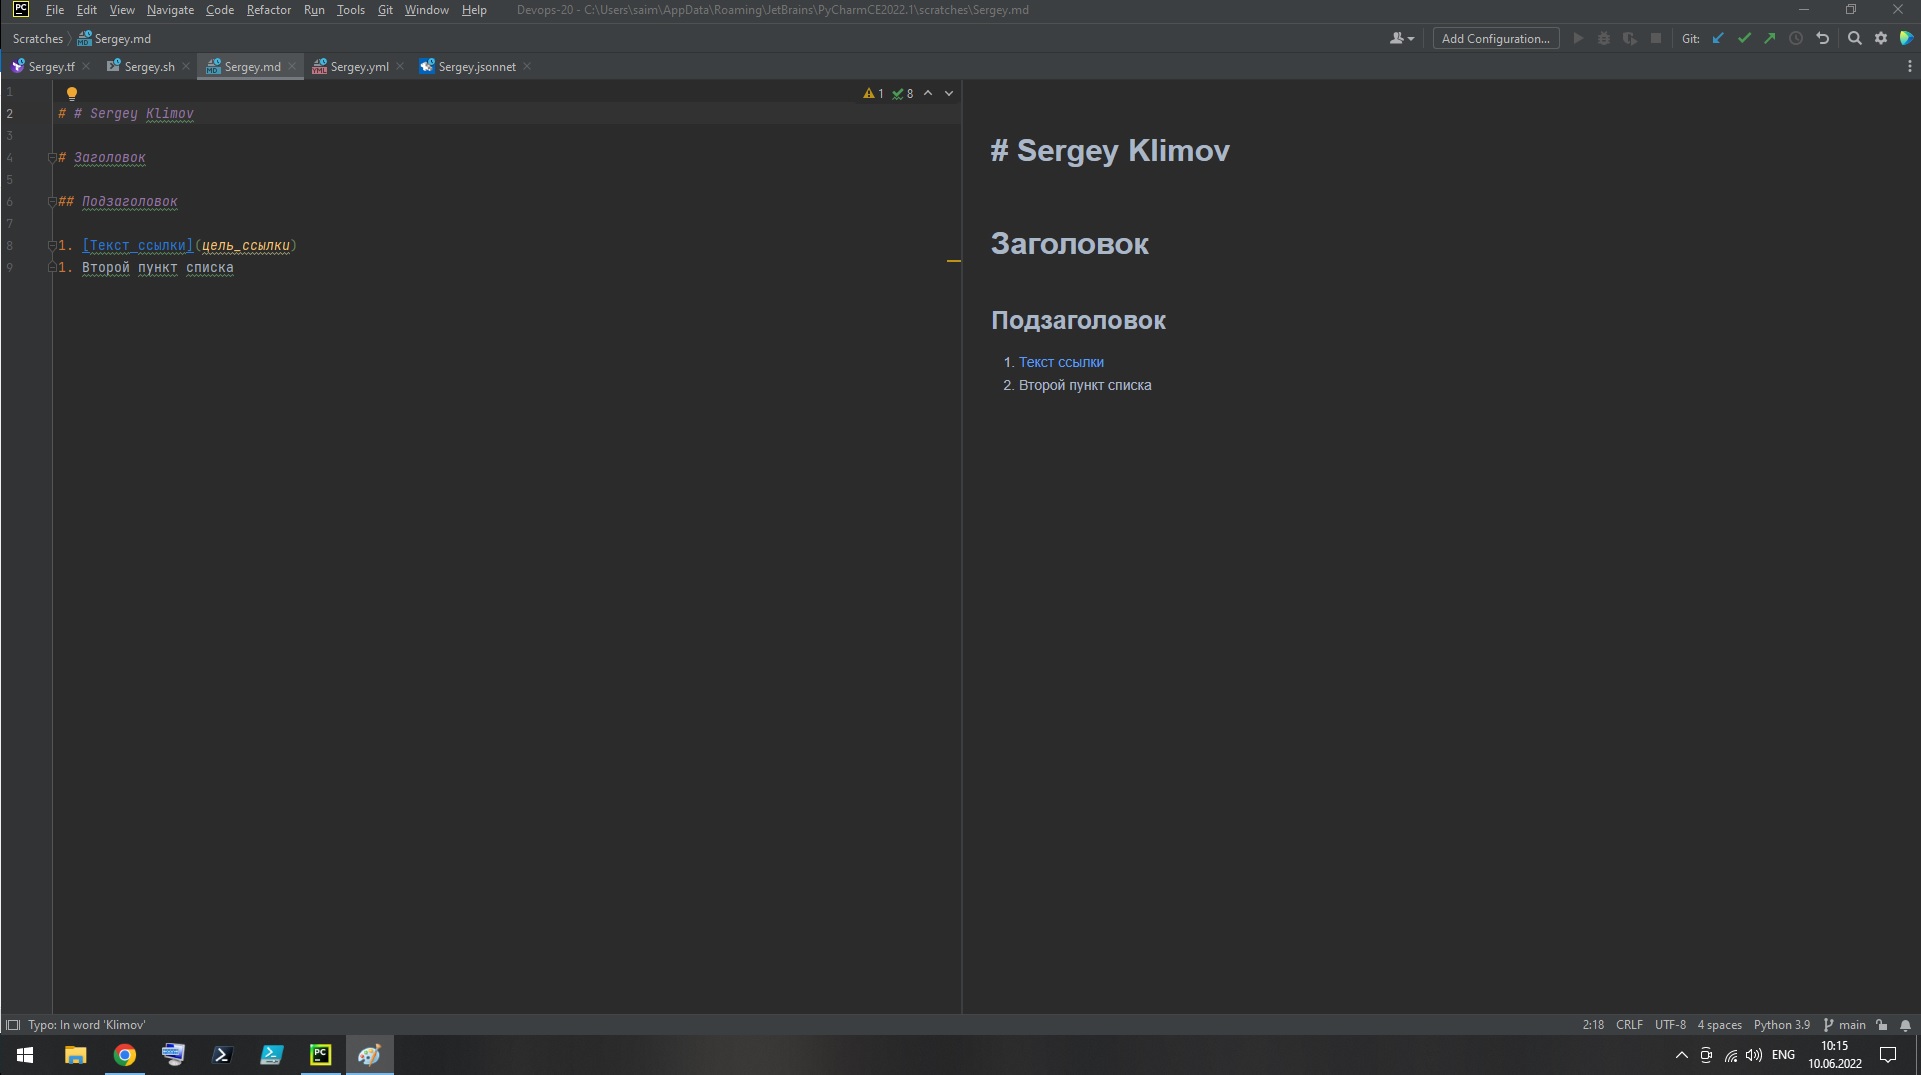 PC File Edit View Navigate Code Refactor Run Tools Git Window Help Devops-20 - C:\Users\saim\AppData\Roaming\JetBrains\PyCharmCE2022.1\scratches\Sergey.md
Scratches Sergey.md Add Configuration... Git:
Sergey.tf Sergey.sh Sergey.md Sergey.yml Sergey.jsonnet
1 1 8
2 # # Sergey Klimov
3
4 # Заголовок
5
6 ## Подзаголовок
7
8 1. [Текст ссылки](цель_ссылки)
9 1. Второй пункт списка
# Sergey Klimov
Заголовок
Подзаголовок
1. Текст ссылки
2. Второй пункт списка
Typo: In word 'Klimov' 2:18 CRLF UTF-8 4 spaces Python 3.9 main
PC ENG 10:15
10.06.2022